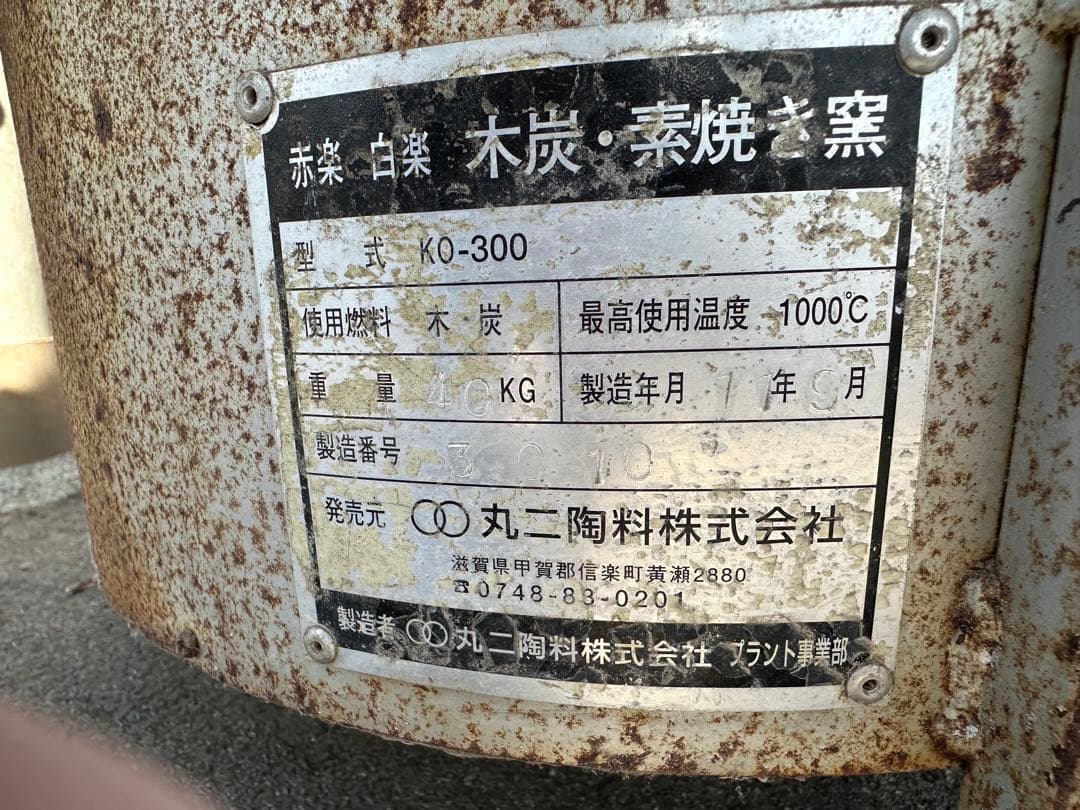 赤楽 白楽 木炭・素焼き窯
型式 KO-300
使用燃料 木炭 最高使用温度 1000℃
重量 40KG 製造年月 11年9月
製造番号 3010
発売元 丸二陶料株式会社
滋賀県甲賀郡信楽町黄瀬2880
☎0748-83-0201
製造者 丸二陶料株式会社 プラント事業部